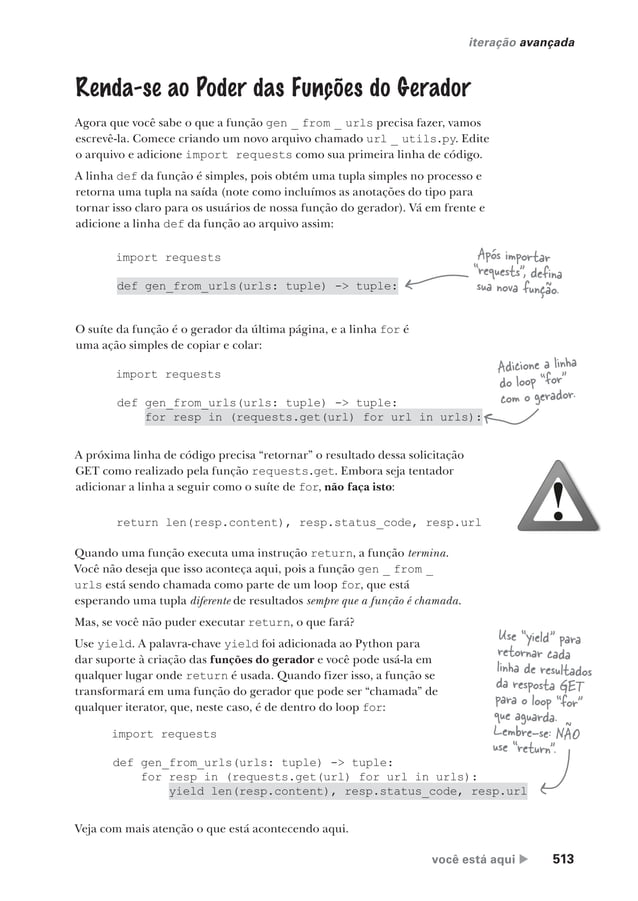 iteração avançada
Renda-se ao Poder das Funções do Gerador
Agora que você sabe o que a função gen _ from _ urls precisa fazer, vamos
escrevê-la. Comece criando um novo arquivo chamado url _ utils.py. Edite
o arquivo e adicione import requests como sua primeira linha de código.
A linha def da função é simples, pois obtém uma tupla simples no processo e
retorna uma tupla na saída (note como incluímos as anotações do tipo para
tornar isso claro para os usuários de nossa função do gerador). Vá em frente e
adicione a linha def da função ao arquivo assim:
import requests
def gen_from_urls(urls: tuple) -> tuple:
Após importar
"requests", defina
sua nova função.
O suíte da função é o gerador da última página, e a linha for é
uma ação simples de copiar e colar:
import requests
def gen_from_urls(urls: tuple) -> tuple:
for resp in (requests.get(url) for url in urls):
Adicione a linha
do loop "for"
com o gerador.
A próxima linha de código precisa “retornar” o resultado dessa solicitação
GET como realizado pela função requests.get. Embora seja tentador
adicionar a linha a seguir como o suíte de for, não faça isto:
return len(resp.content), resp.status_code, resp.url
!
Quando uma função executa uma instrução return, a função termina.
Você não deseja que isso aconteça aqui, pois a função gen _ from _
urls está sendo chamada como parte de um loop for, que está
esperando uma tupla diferente de resultados sempre que a função é chamada.
Mas, se você não puder executar return, o que fará?
Use yield. A palavra-chave yield foi adicionada ao Python para
dar suporte à criação das funções do gerador e você pode usá-la em
qualquer lugar onde return é usada. Quando fizer isso, a função se
transformará em uma função do gerador que pode ser “chamada” de
qualquer iterator, que, neste caso, é de dentro do loop for:
import requests
def gen_from_urls(urls: tuple) -> tuple:
for resp in (requests.get(url) for url in urls):
yield len(resp.content), resp.status_code, resp.url
Use "yield" para
retornar cada
linha de resultados
da resposta GET
para o loop "for"
que aguarda.
Lembre-se: NÃO
use "return".
Veja com mais atenção o que está acontecendo aqui.
você está aqui ▶ 513